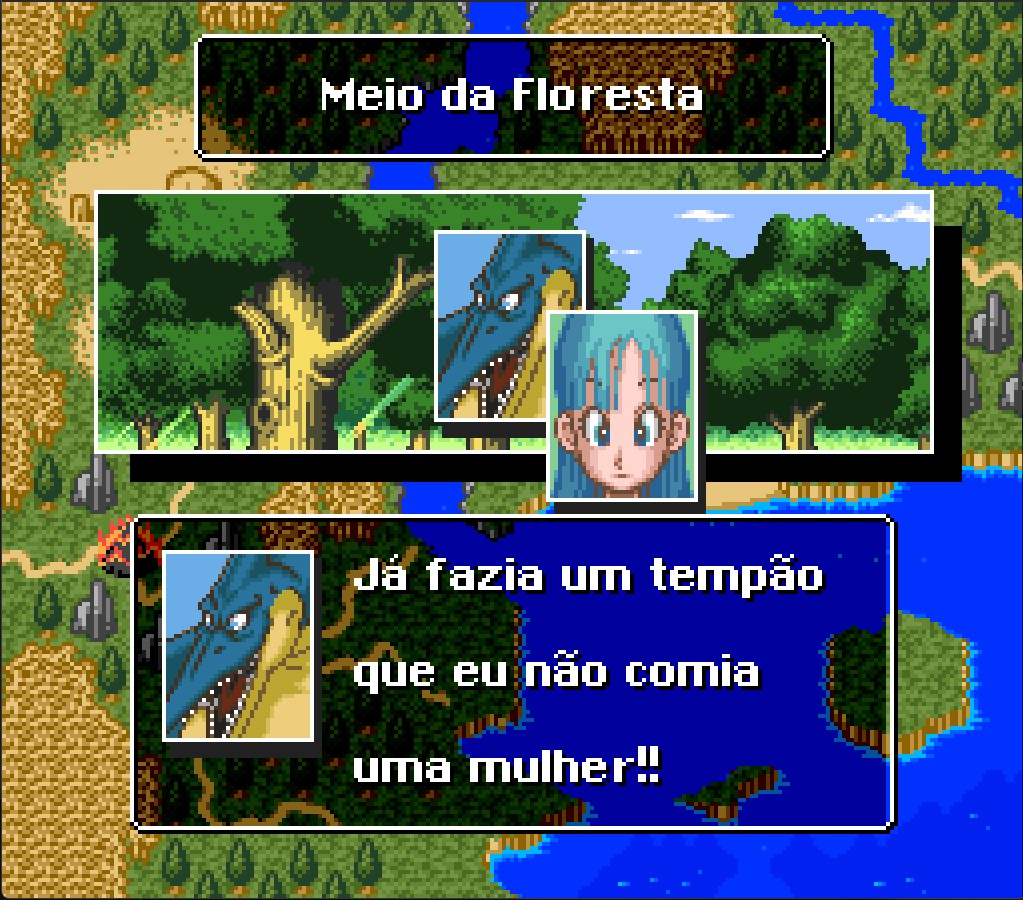 Meio da Floresta
Já fazia um tempão
que eu não comia
uma mulher!!